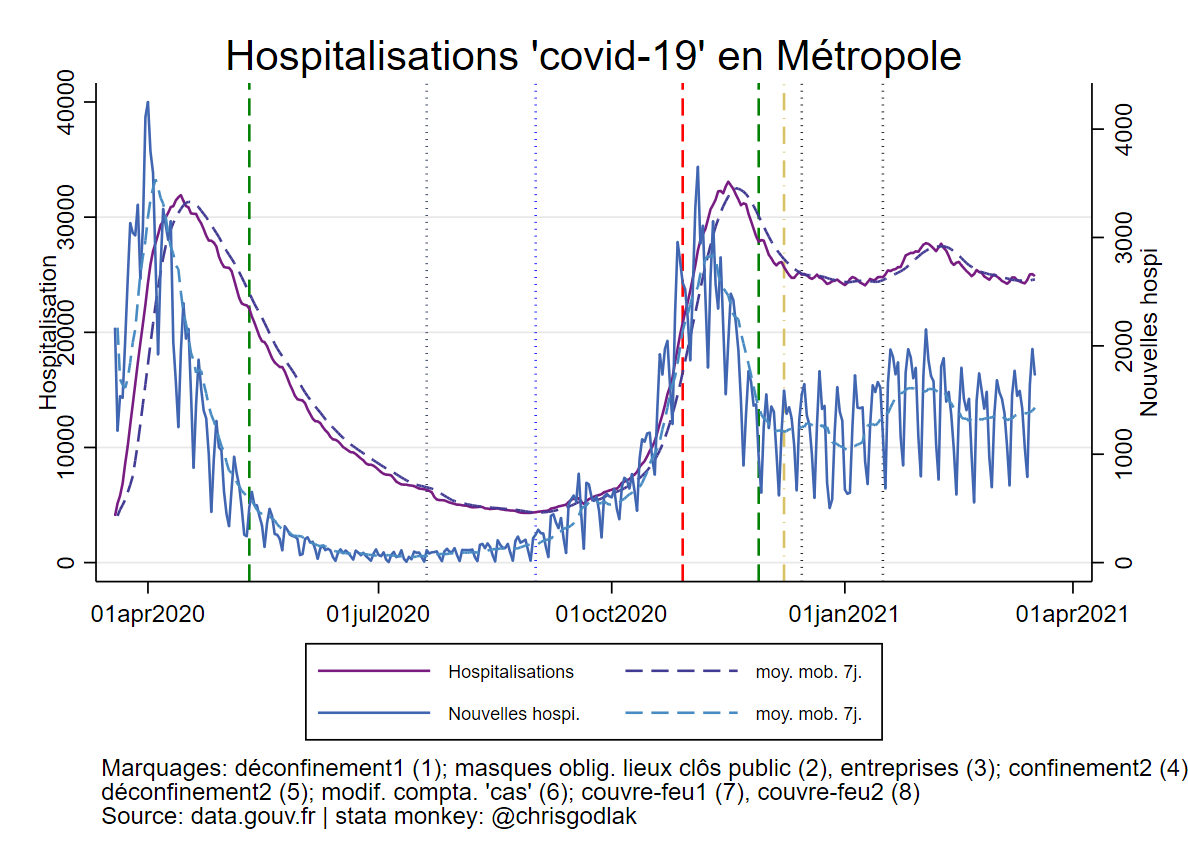 Hospitalisations 'covid-19' en Métropole
Hospitalisation
40000
30000
20000
10000
0
Nouvelles hospi
4000
3000
2000
1000
0
01apr2020
01jul2020
01oct2020
01jan2021
01apr2021
Hospitalisations
moy. mob. 7j.
Nouvelles hospi.
moy. mob. 7j.
Marquages: déconfinement1 (1); masques oblig. lieux clôs public (2), entreprises (3); confinement2 (4)
déconfinement2 (5); modif. compta. 'cas' (6); couvre-feu1 (7), couvre-feu2 (8)
Source: data.gouv.fr | stata monkey: @chrisgodlak